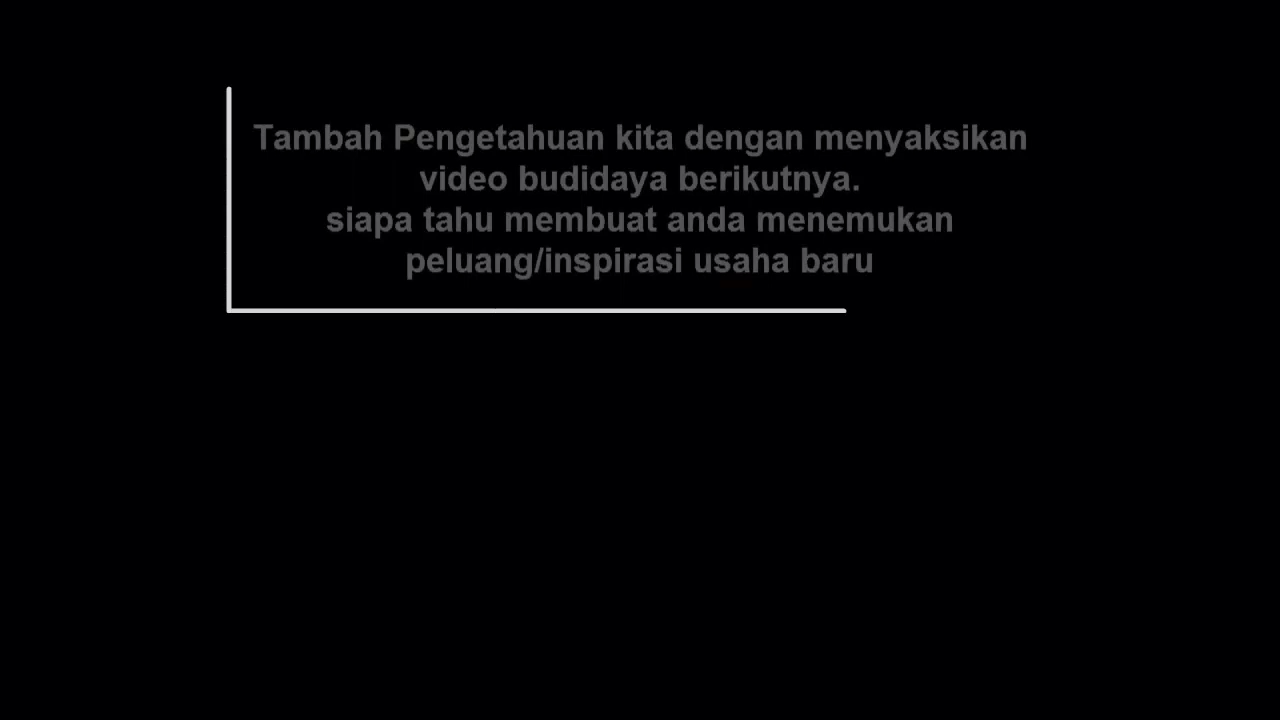 Tambah Pengetahuan kita dengan menyaksikan
video budidaya berikutnya.
siapa tahu membuat anda menemukan
peluang/inspirasi usaha baru